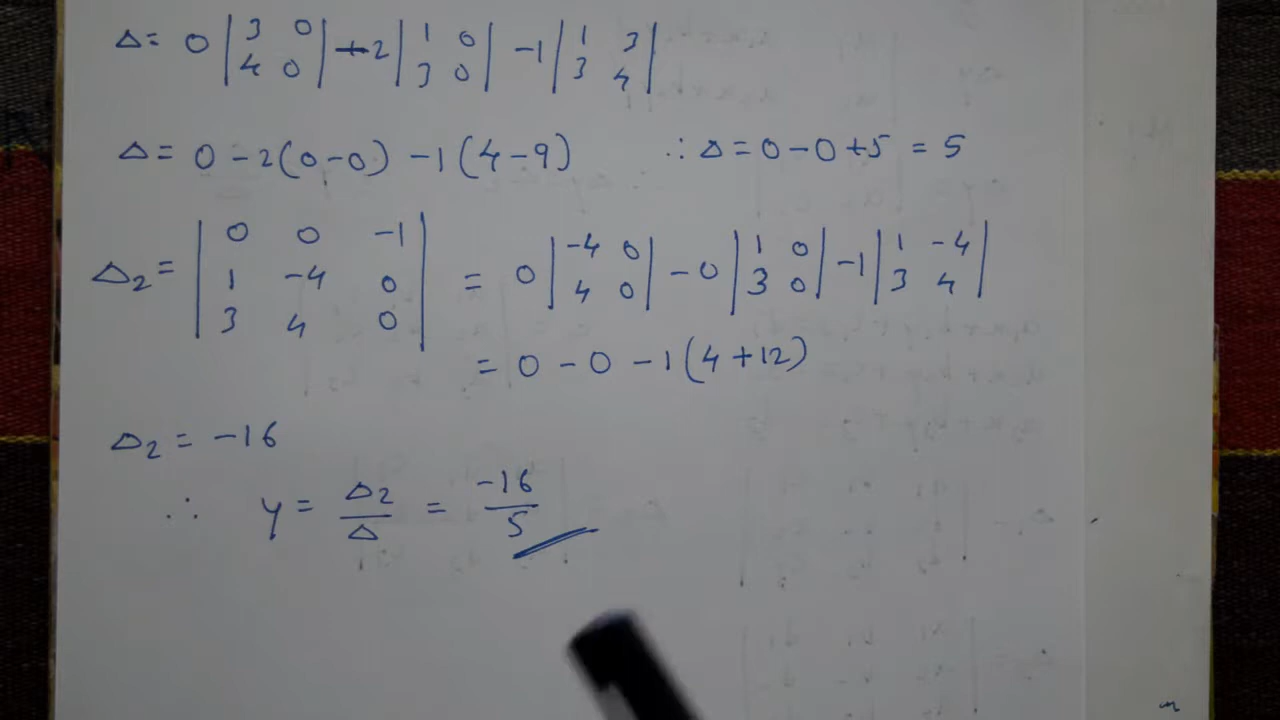 Δ = 0 | 3 0 | + 2 | 1 0 | - 1 | 1 3 |
4 0 3 0 3 4
Δ = 0 - 2(0 - 0) - 1(4 - 9) ∴ Δ = 0 - 0 + 5 = 5
| 0 0 -1 |
Δ2 = | 1 -4 0 | = 0 | -4 0 | - 0 | 1 0 | - 1 | 1 -4 |
| 3 4 0 | 4 0 3 0 3 4
= 0 - 0 - 1(4 + 12)
Δ2 = -16
∴ y = Δ2/Δ = -16/5